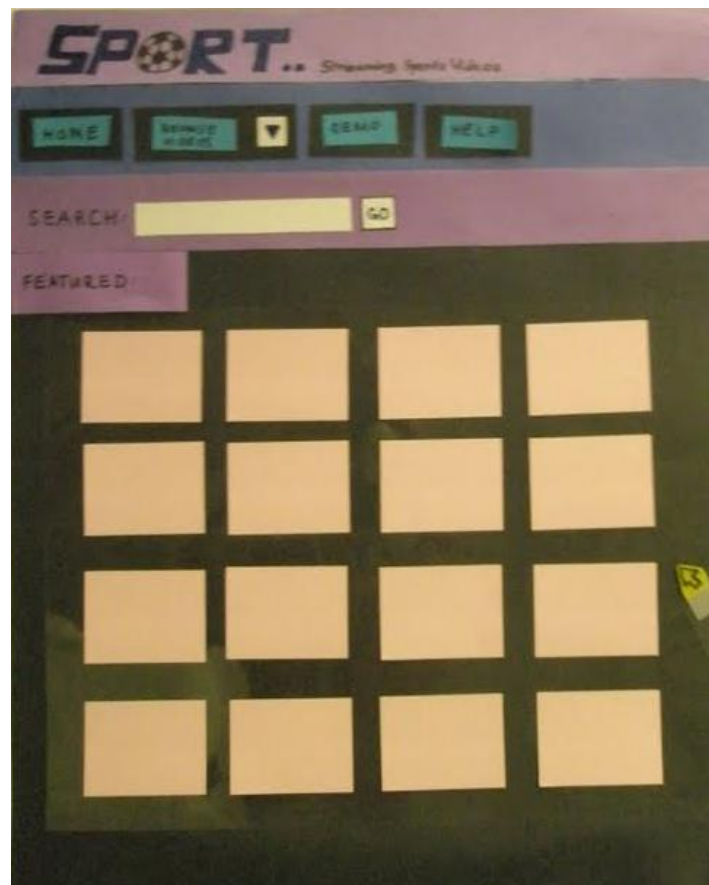 SPORT..
Streaming Sports Videos
HOME
BROWSE
VIDEOS
DEMO
HELP
SEARCH:
GO
FEATURED: